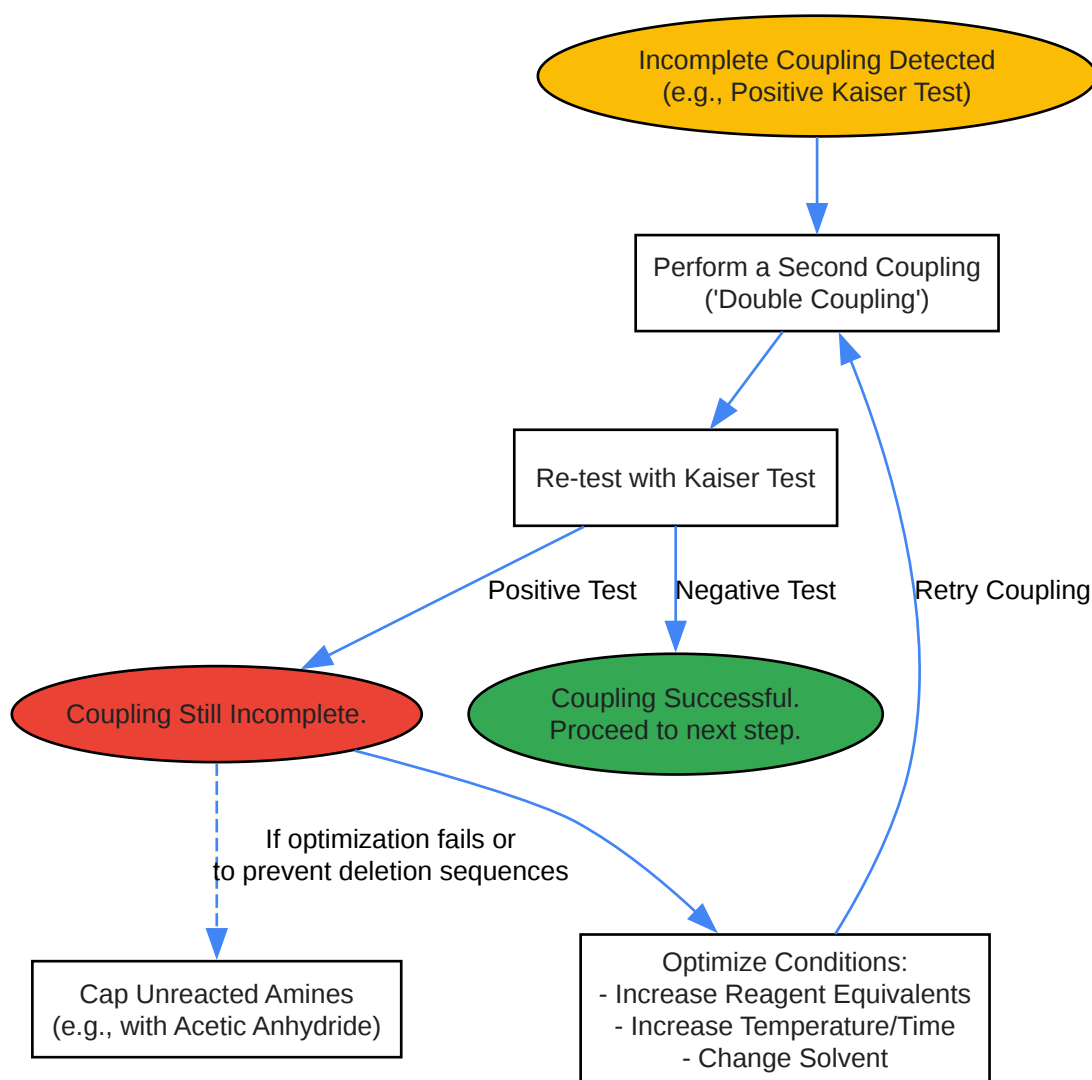 Incomplete Coupling Detected
(e.g., Positive Kaiser Test)
Perform a Second Coupling
('Double Coupling')
Re-test with Kaiser Test
Positive Test
Negative Test
Retry Coupling
Coupling Still Incomplete.
Coupling Successful.
Proceed to next step.
If optimization fails or
to prevent deletion sequences
Cap Unreacted Amines
(e.g., with Acetic Anhydride)
Optimize Conditions:
- Increase Reagent Equivalents
- Increase Temperature/Time
- Change Solvent